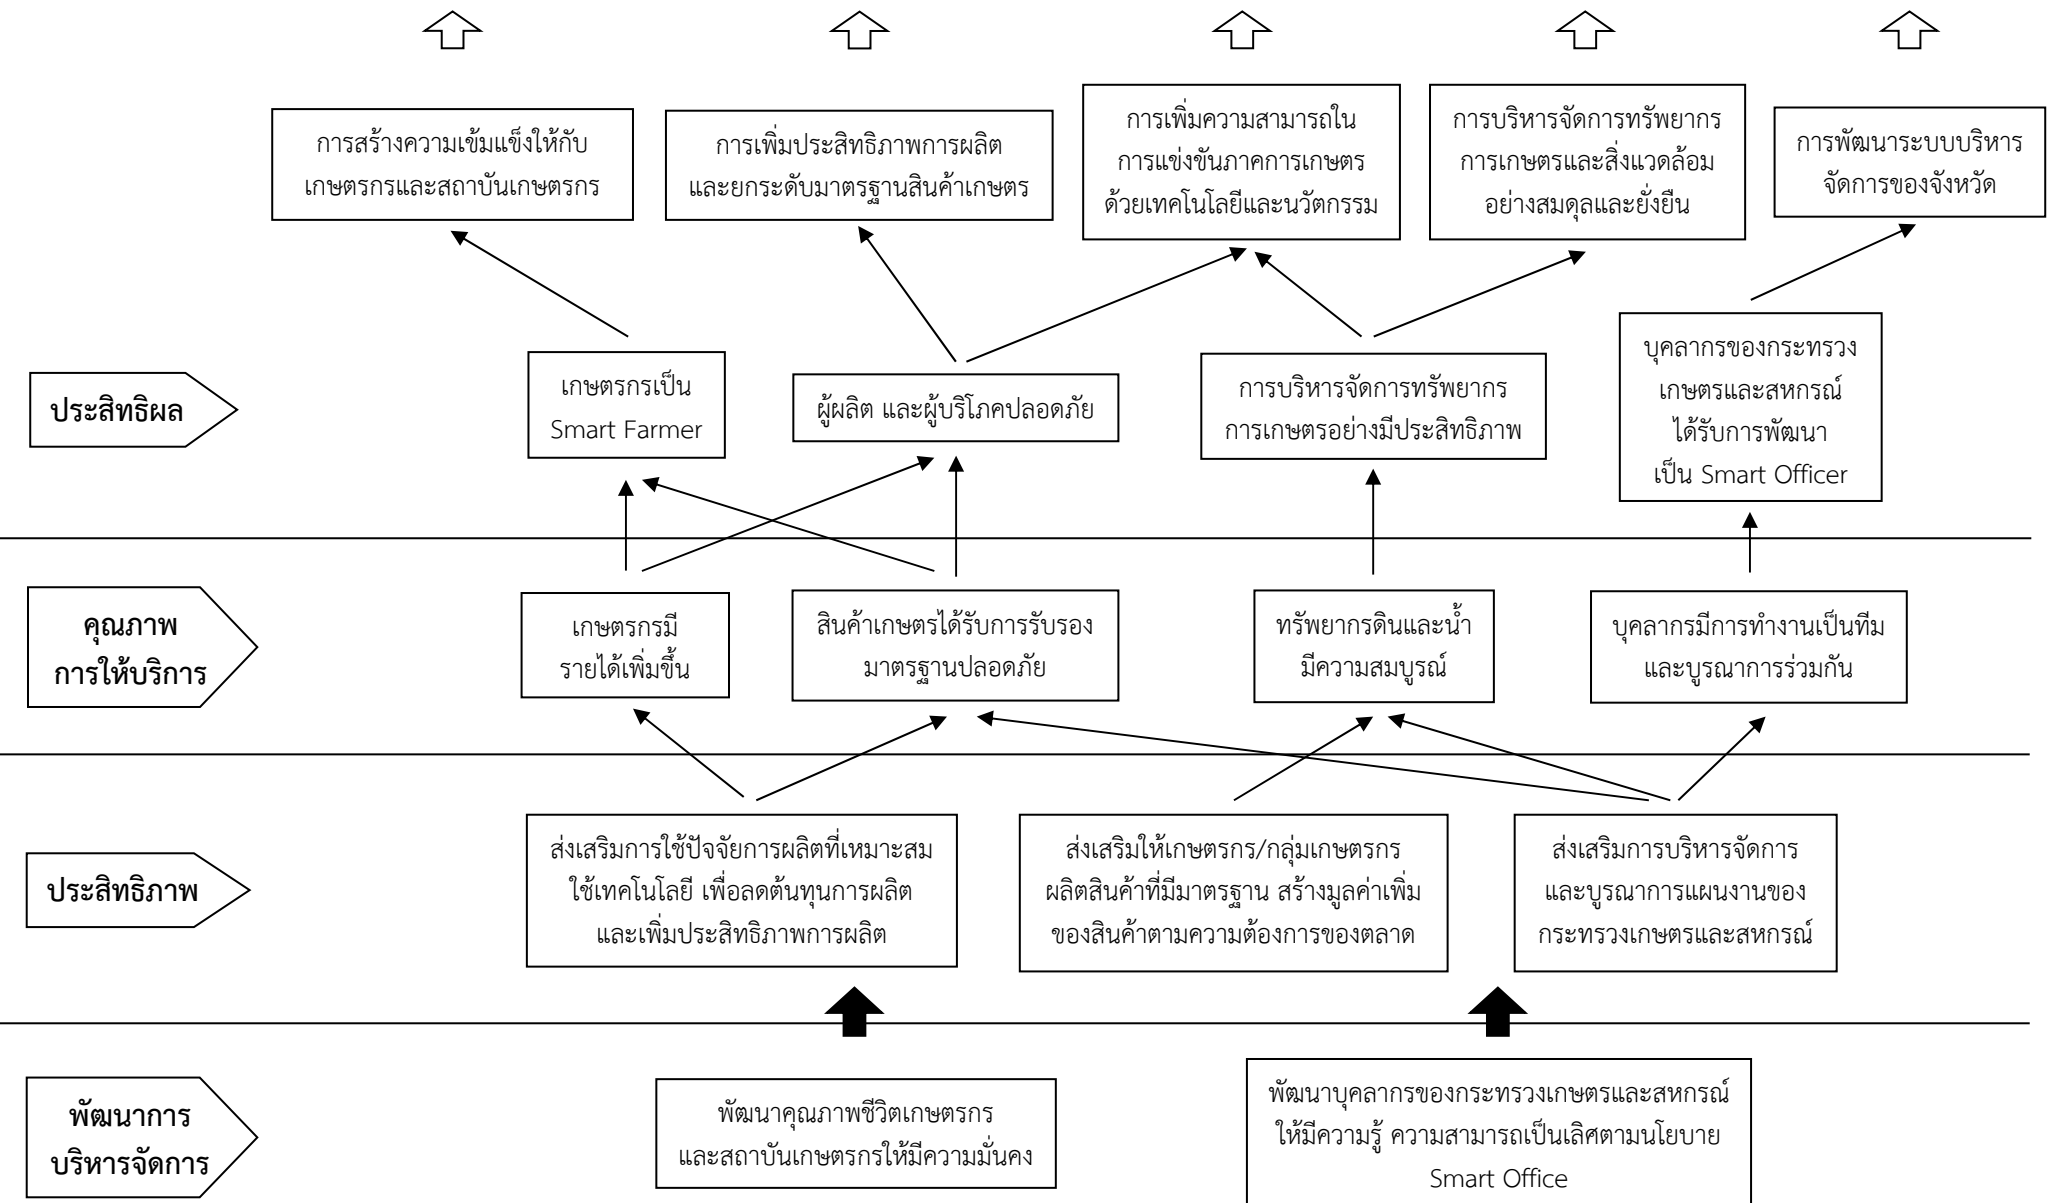 การสร้างความเข้มแข็งให้กับ
เกษตรกรและสถาบันเกษตรกร
การเพิ่มประสิทธิภาพการผลิต
และยกระดับมาตรฐานสินค้าเกษตร
การเพิ่มความสามารถใน
การแข่งขันภาคการเกษตร
ด้วยเทคโนโลยีและนวัตกรรม
การบริหารจัดการทรัพยากร
การเกษตรและสิ่งแวดล้อม
อย่างสมดุลและยั่งยืน
การพัฒนาระบบบริหาร
จัดการของจังหวัด
ประสิทธิผล
เกษตรกรเป็น
Smart Farmer
ผู้ผลิต และผู้บริโภคปลอดภัย
การบริหารจัดการทรัพยากร
การเกษตรอย่างมีประสิทธิภาพ
บุคลากรของกระทรวง
เกษตรและสหกรณ์
ได้รับการพัฒนา
เป็น Smart Officer
คุณภาพ
การให้บริการ
เกษตรกรมี
รายได้เพิ่มขึ้น
สินค้าเกษตรได้รับการรับรอง
มาตรฐานปลอดภัย
ทรัพยากรดินและน้ำ
มีความสมบูรณ์
บุคลากรมีการทำงานเป็นทีม
และบูรณาการร่วมกัน
ประสิทธิภาพ
ส่งเสริมการใช้ปัจจัยการผลิตที่เหมาะสม
ใช้เทคโนโลยี เพื่อลดต้นทุนการผลิต
และเพิ่มประสิทธิภาพการผลิต
ส่งเสริมให้เกษตรกร/กลุ่มเกษตรกร
ผลิตสินค้าที่มีมาตรฐาน สร้างมูลค่าเพิ่ม
ของสินค้าตามความต้องการของตลาด
ส่งเสริมการบริหารจัดการ
และบูรณาการแผนงานของ
กระทรวงเกษตรและสหกรณ์
พัฒนาการ
บริหารจัดการ
พัฒนาคุณภาพชีวิตเกษตรกร
และสถาบันเกษตรกรให้มีความมั่นคง
พัฒนาบุคลากรของกระทรวงเกษตรและสหกรณ์
ให้มีความรู้ ความสามารถเป็นเลิศตามนโยบาย
Smart Office